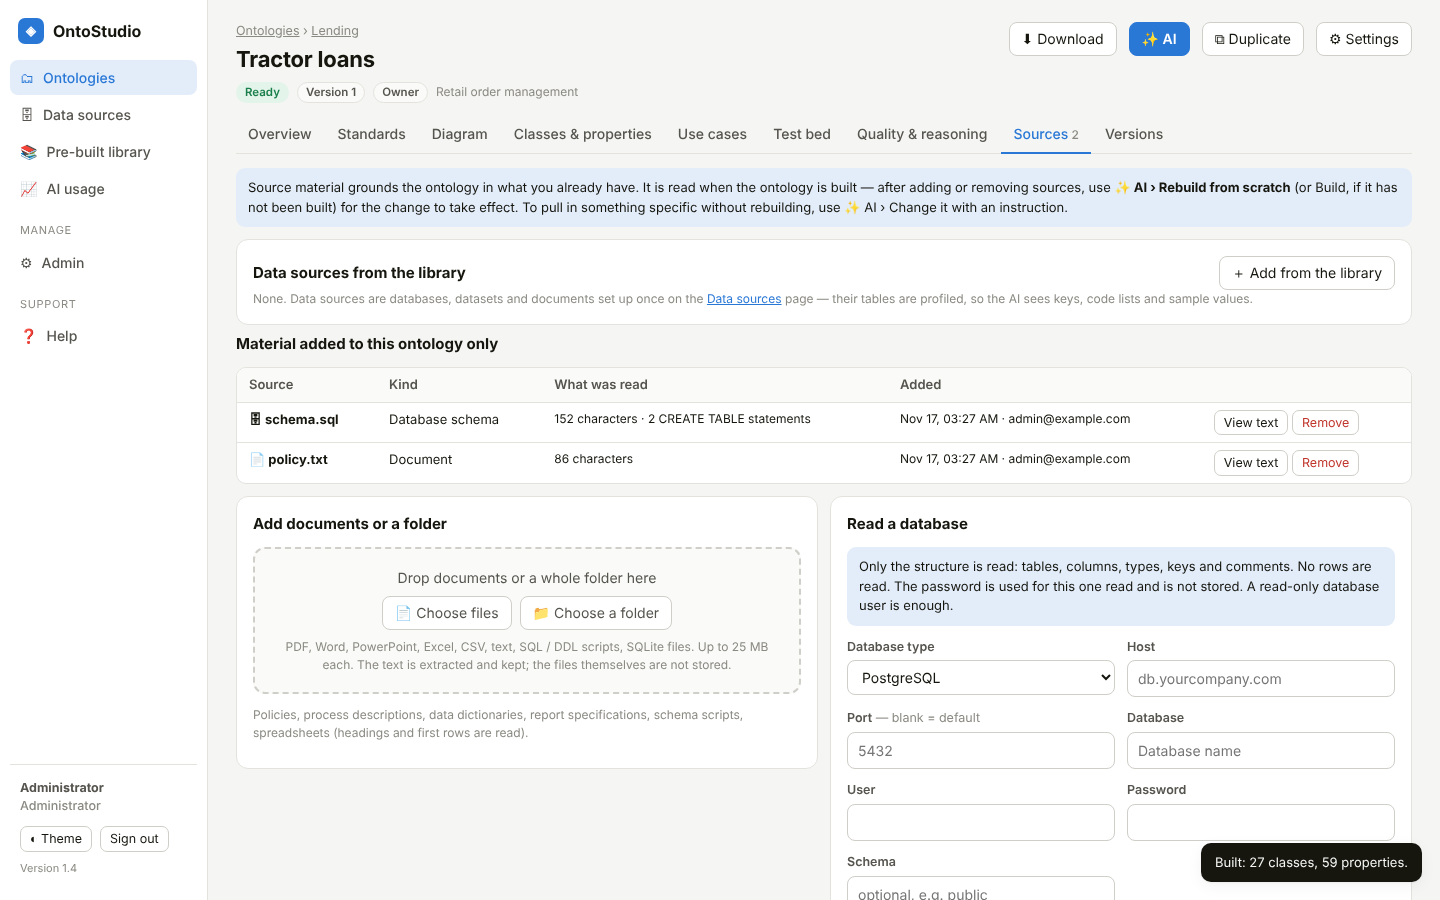 OntoStudio
Ontologies
Data sources
Pre-built library
AI usage
MANAGE
Admin
SUPPORT
Help
Administrator
Administrator
Theme
Sign out
Version 1.4
Ontologies › Lending
Tractor loans
Ready
Version 1
Owner
Retail order management
Download
AI
Duplicate
Settings
Overview
Standards
Diagram
Classes & properties
Use cases
Test bed
Quality & reasoning
Sources 2
Versions
Source material grounds the ontology in what you already have. It is read when the ontology is built — after adding or removing sources, use ✨ AI › Rebuild from scratch (or Build, if it has
not been built) for the change to take effect. To pull in something specific without rebuilding, use ✨ AI › Change it with an instruction.
Data sources from the library
+ Add from the library
None. Data sources are databases, datasets and documents set up once on the Data sources page — their tables are profiled, so the AI sees keys, code lists and sample values.
Material added to this ontology only
Source Kind What was read Added
schema.sql Database schema 152 characters · 2 CREATE TABLE statements Nov 17, 03:27 AM · admin@example.com View text Remove
policy.txt Document 86 characters Nov 17, 03:27 AM · admin@example.com View text Remove
Add documents or a folder
Drop documents or a whole folder here
Choose files
Choose a folder
PDF, Word, PowerPoint, Excel, CSV, text, SQL / DDL scripts, SQLite files. Up to 25 MB
each. The text is extracted and kept; the files themselves are not stored.
Policies, process descriptions, data dictionaries, report specifications, schema scripts,
spreadsheets (headings and first rows are read).
Read a database
Only the structure is read: tables, columns, types, keys and comments. No rows are
read. The password is used for this one read and is not stored. A read-only database
user is enough.
Database type
PostgreSQL
Host
db.yourcompany.com
Port — blank = default
5432
Database
Database name
User
Password
Schema
optional, e.g. public
Built: 27 classes, 59 properties.